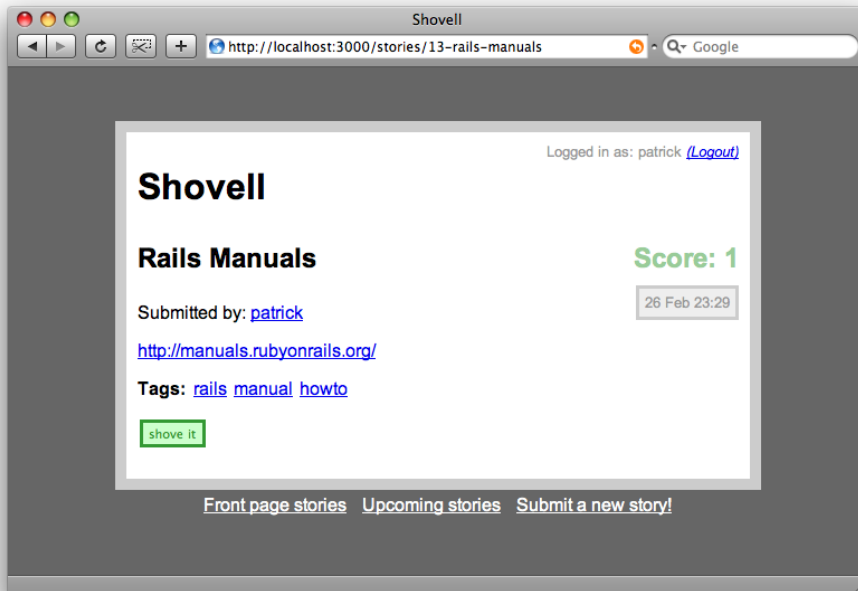 Shovell
http://localhost:3000/stories/13-rails-manuals
Google
Logged in as: patrick (Logout)
Shovell
Rails Manuals
Score: 1
26 Feb 23:29
Submitted by: patrick
http://manuals.rubyonrails.org/
Tags: rails manual howto
shove it
Front page stories Upcoming stories Submit a new story!